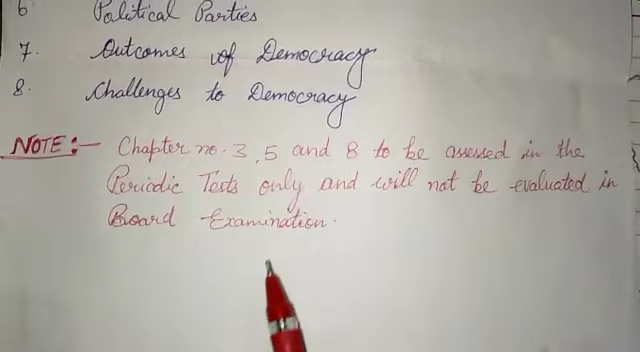 6 Political Parties
7. Outcomes of Democracy
8. Challenges to Democracy
NOTE:- Chapter no. 3, 5 and 8 to be assessed in the
Periodic Tests only and will not be evaluated in
Board Examination.